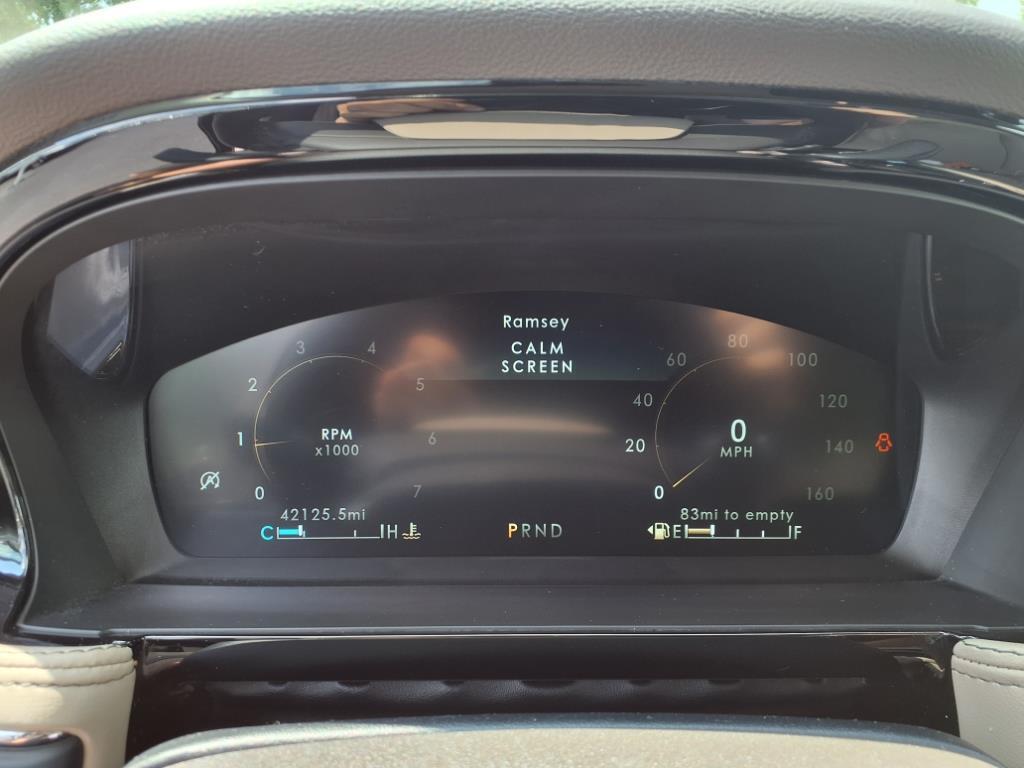 Ramsey
CALM
SCREEN
0 1 2 3 4 5 6 7
RPM
x1000
0 20 40 60 80 100 120 140 160
0
MPH
A
42125.5mi
C H
PRND
83mi to empty
E F